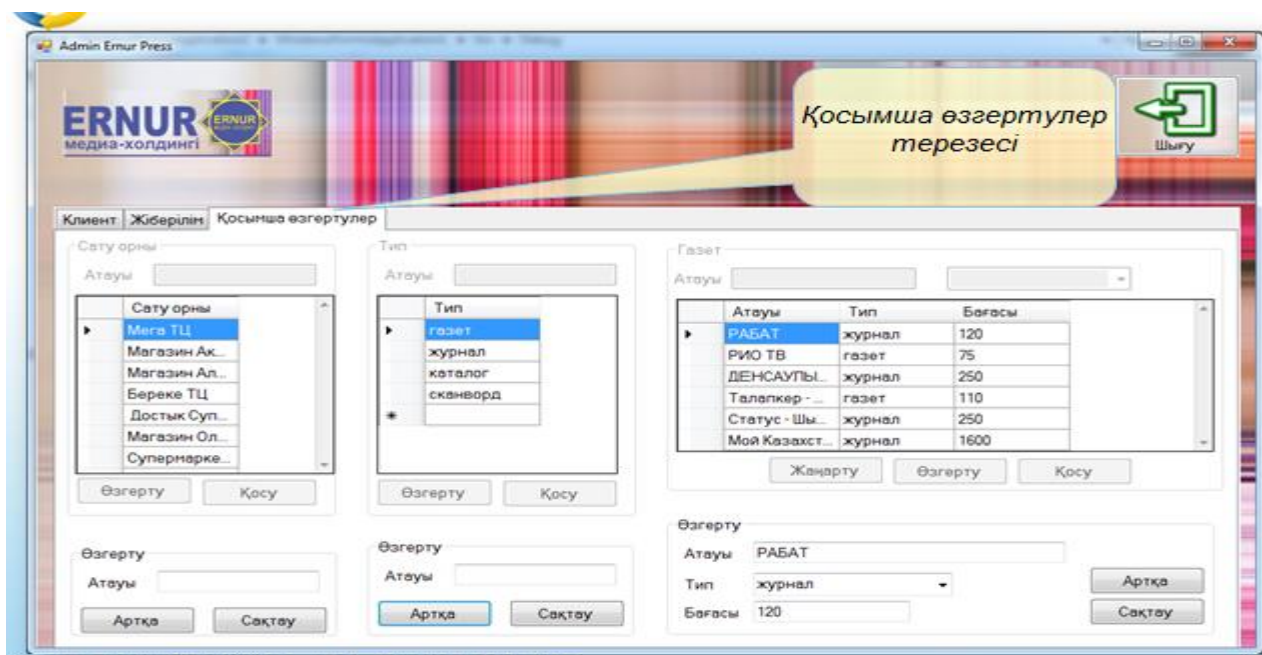 Admin Ernur Press
ERNUR
медиа-холдингі
ERNUR
Қосымша өзгертулер
терезесі
Шығу
Клиент Жіберілім Қосымша өзгертулер
Сату орны
Атауы
Сату орны
Мега ТЦ
Магазин Ак...
Магазин Ал...
Береке ТЦ
Достык Суп...
Магазин Ол...
Супермарке...
Өзгерту Қосу
Өзгерту
Атауы
Артқа Сақтау
Тип
Атауы
Тип
газет
журнал
каталог
сканворд
Өзгерту Қосу
Өзгерту
Атауы
Артқа Сақтау
Газет
Атауы
Атауы Тип Бағасы
РАБАТ журнал 120
РИО ТВ газет 75
ДЕНСАУЛЫ... журнал 250
Талапкер - ... газет 110
Статус - Шы... журнал 250
Мой Казахст... журнал 1600
Жаңарту Өзгерту Қосу
Өзгерту
Атауы РАБАТ
Тип журнал Артқа
Бағасы 120 Сақтау